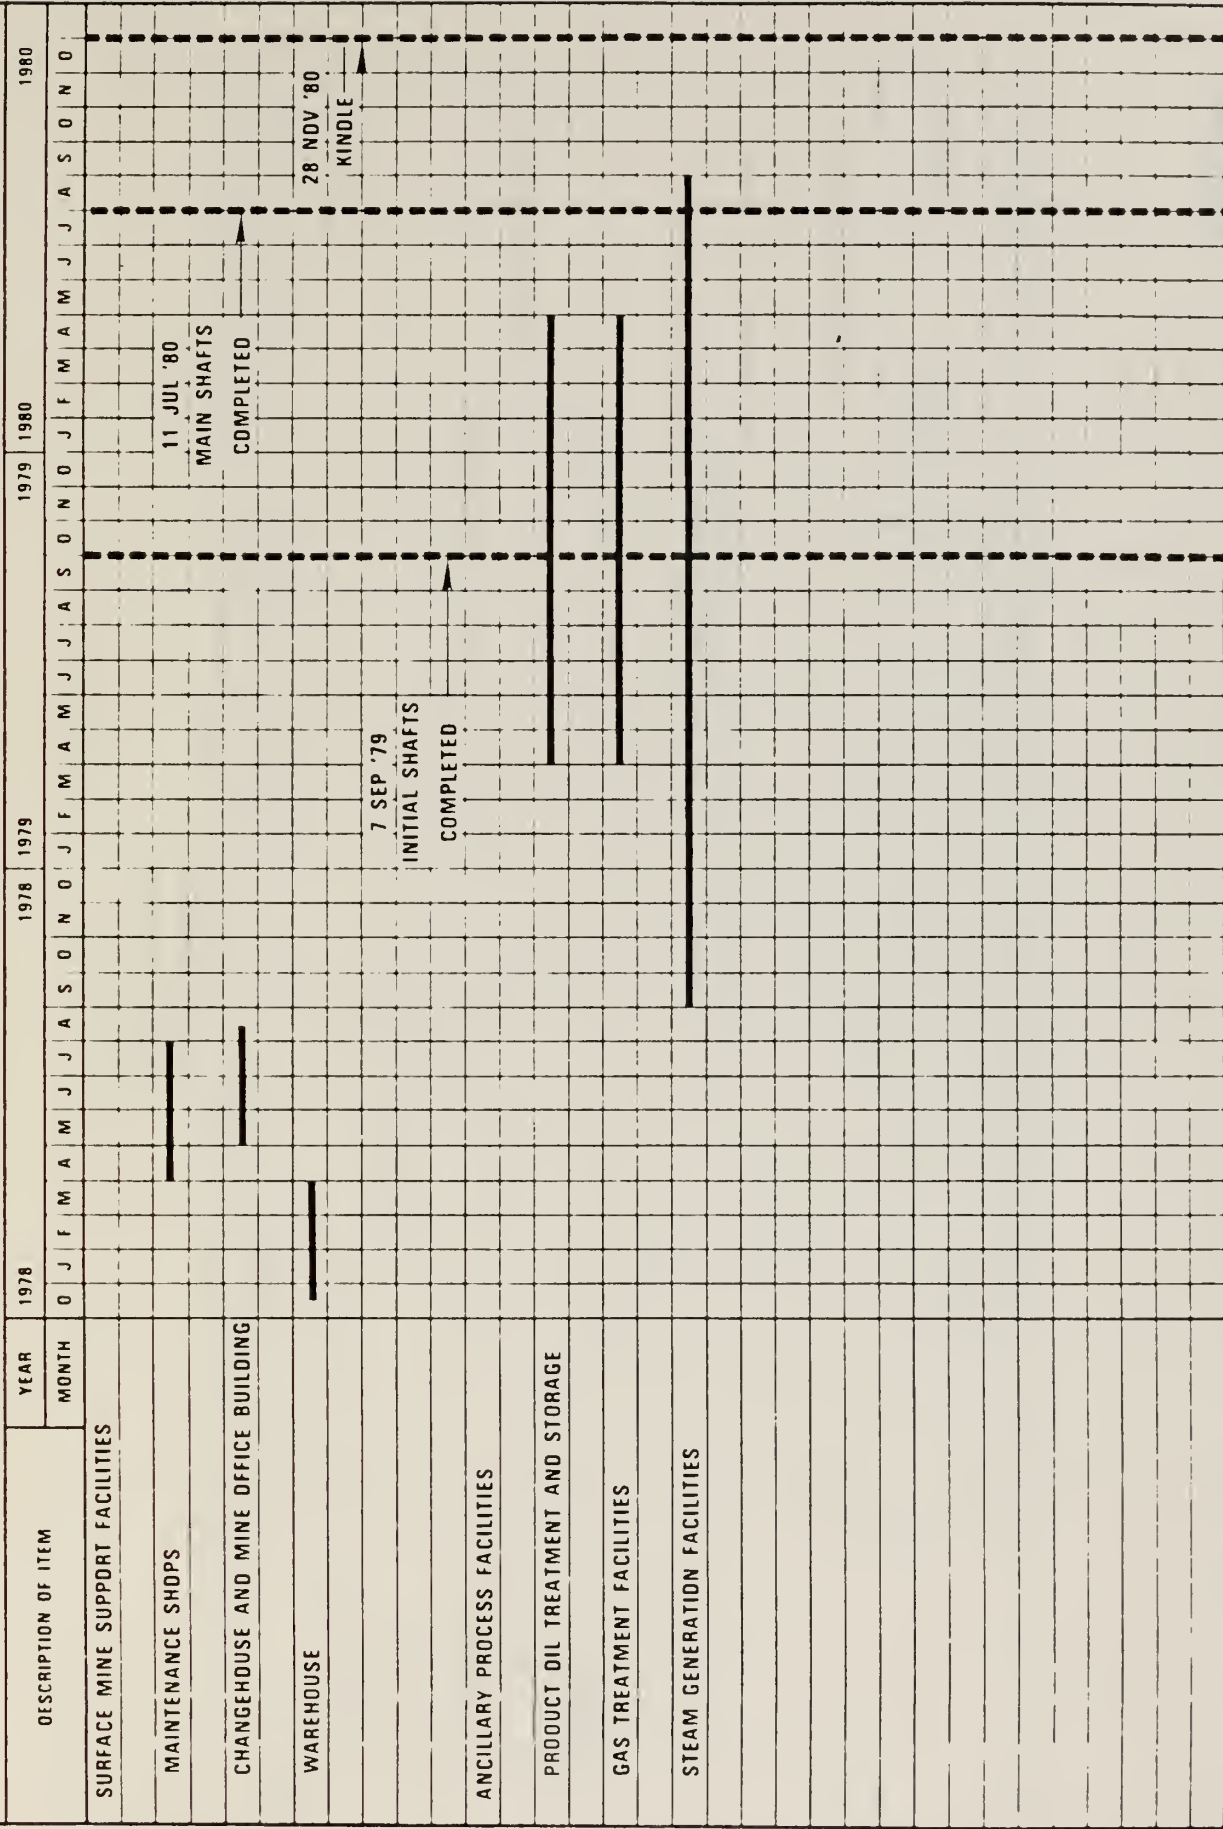 DESCRIPTION OF ITEM
YEAR 1978 1978 1979 1979 1980 1980
MONTH D J F M A M J J A S O N D J F M A M J J A S O N D J F M A M J J A S O N D
SURFACE MINE SUPPORT FACILITIES
MAINTENANCE SHOPS
11 JUL '80
MAIN SHAFTS
COMPLETED
CHANGEHOUSE AND MINE OFFICE BUILDING
WAREHOUSE
28 NOV '80
KINDLE
7 SEP '79
INITIAL SHAFTS
COMPLETED
ANCILLARY PROCESS FACILITIES
PRODUCT OIL TREATMENT AND STORAGE
GAS TREATMENT FACILITIES
STEAM GENERATION FACILITIES